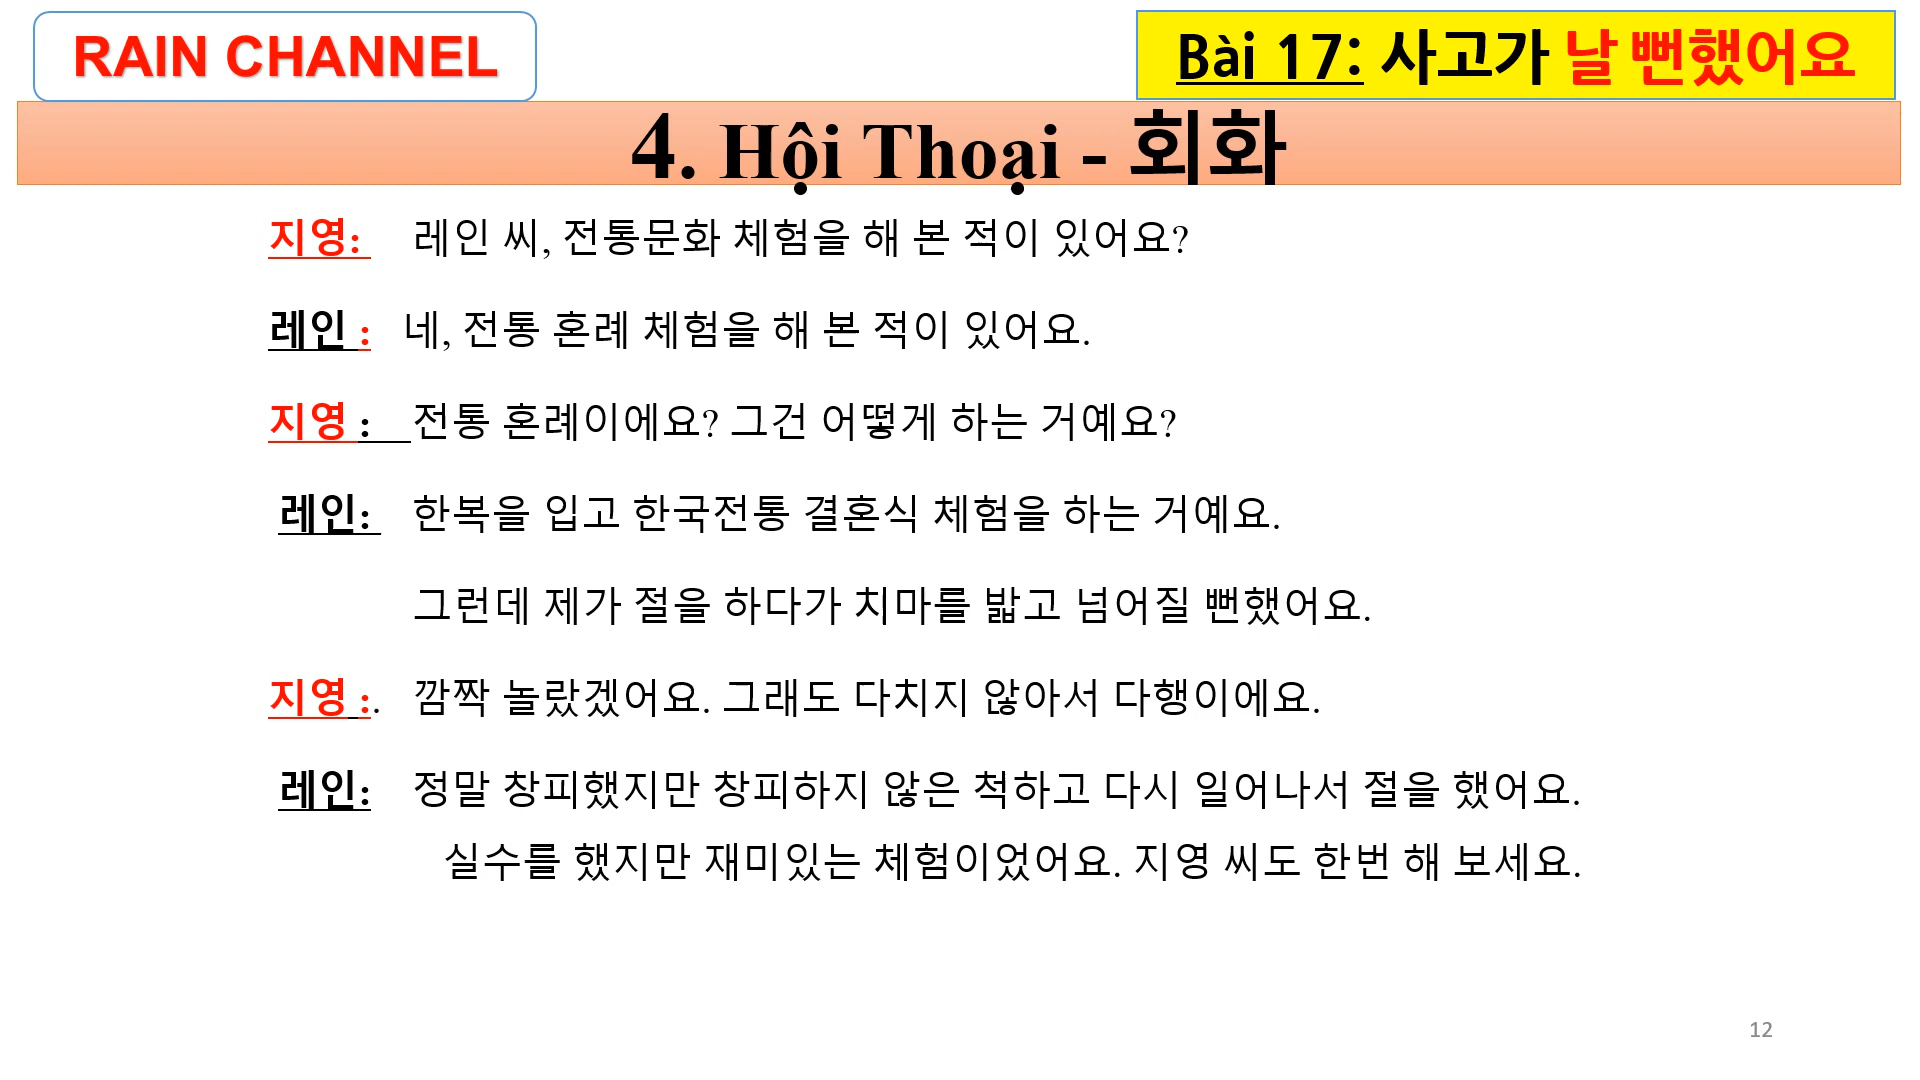 RAIN CHANNEL
Bài 17: 사고가 날 뻔했어요
4. Hội Thoại - 회화
지영: 레인 씨, 전통문화 체험을 해 본 적이 있어요?
레인 : 네, 전통 혼례 체험을 해 본 적이 있어요.
지영 : 전통 혼례이에요? 그건 어떻게 하는 거예요?
레인: 한복을 입고 한국전통 결혼식 체험을 하는 거예요.
그런데 제가 절을 하다가 치마를 밟고 넘어질 뻔했어요.
지영 :. 깜짝 놀랐겠어요. 그래도 다치지 않아서 다행이에요.
레인: 정말 창피했지만 창피하지 않은 척하고 다시 일어나서 절을 했어요.
실수를 했지만 재미있는 체험이었어요. 지영 씨도 한번 해 보세요.
12